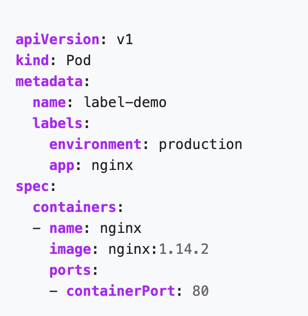 apiVersion: v1
kind: Pod
metadata:
  name: label-demo
  labels:
    environment: production
    app: nginx
spec:
  containers:
  - name: nginx
    image: nginx:1.14.2
    ports:
    - containerPort: 80